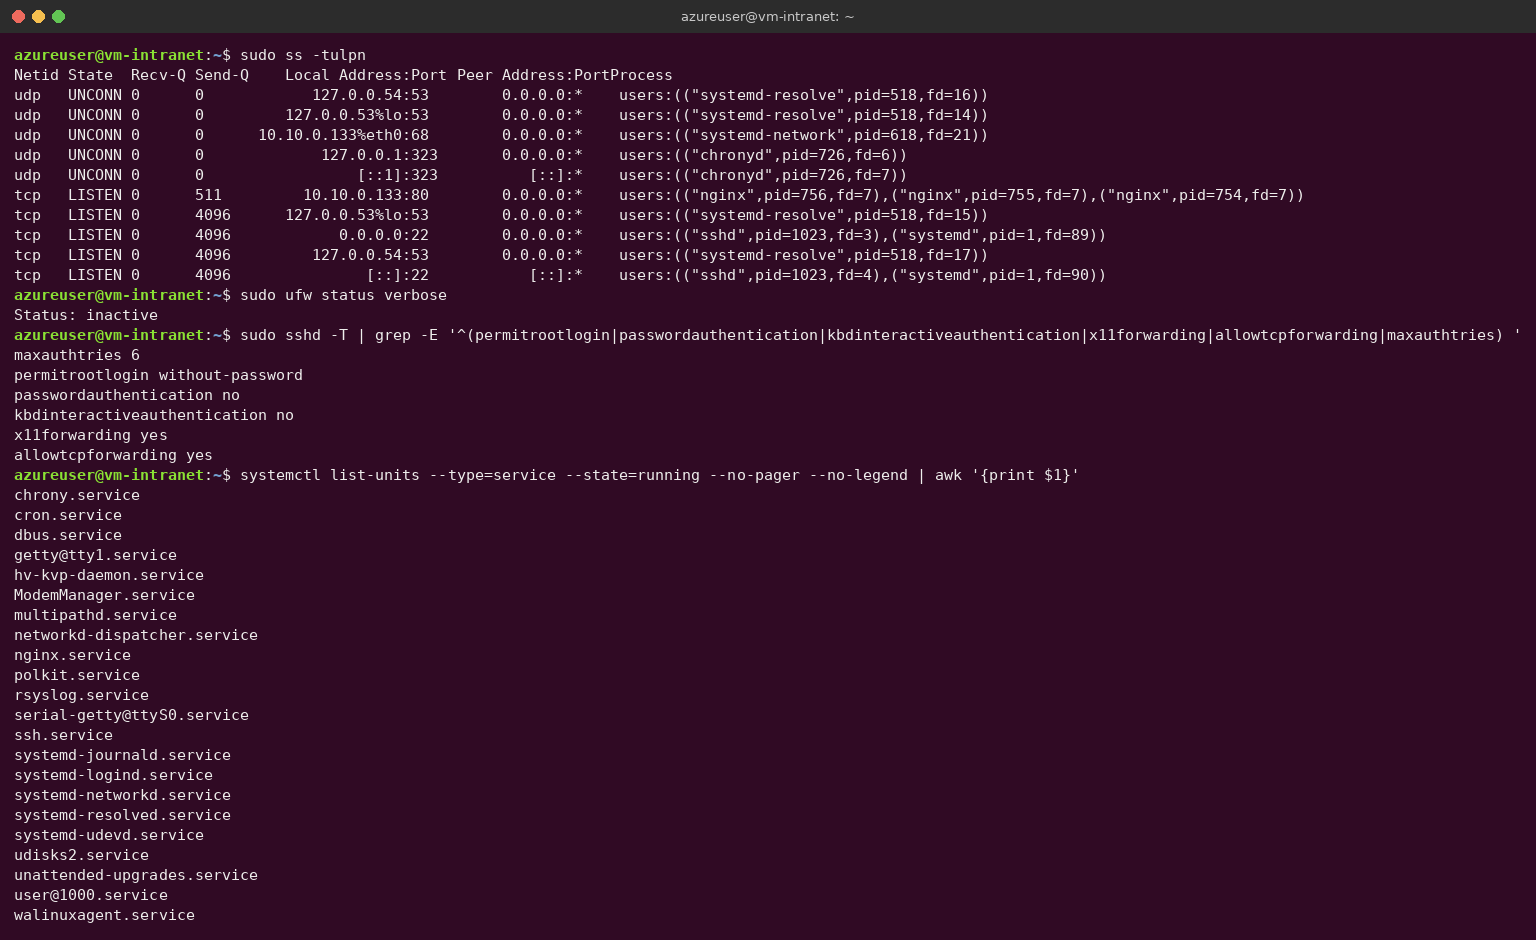 azureuser@vm-intranet: ~
azureuser@vm-intranet:~$ sudo ss -tulpn
Netid State  Recv-Q Send-Q    Local Address:Port Peer Address:PortProcess
udp   UNCONN 0      0            127.0.0.54:53        0.0.0.0:*    users:(("systemd-resolve",pid=518,fd=16))
udp   UNCONN 0      0         127.0.0.53%lo:53        0.0.0.0:*    users:(("systemd-resolve",pid=518,fd=14))
udp   UNCONN 0      0      10.10.0.133%eth0:68        0.0.0.0:*    users:(("systemd-network",pid=618,fd=21))
udp   UNCONN 0      0             127.0.0.1:323       0.0.0.0:*    users:(("chronyd",pid=726,fd=6))
udp   UNCONN 0      0                 [::1]:323          [::]:*    users:(("chronyd",pid=726,fd=7))
tcp   LISTEN 0      511         10.10.0.133:80        0.0.0.0:*    users:(("nginx",pid=756,fd=7),("nginx",pid=755,fd=7),("nginx",pid=754,fd=7))
tcp   LISTEN 0      4096      127.0.0.53%lo:53        0.0.0.0:*    users:(("systemd-resolve",pid=518,fd=15))
tcp   LISTEN 0      4096            0.0.0.0:22        0.0.0.0:*    users:(("sshd",pid=1023,fd=3),("systemd",pid=1,fd=89))
tcp   LISTEN 0      4096         127.0.0.54:53        0.0.0.0:*    users:(("systemd-resolve",pid=518,fd=17))
tcp   LISTEN 0      4096               [::]:22           [::]:*    users:(("sshd",pid=1023,fd=4),("systemd",pid=1,fd=90))
azureuser@vm-intranet:~$ sudo ufw status verbose
Status: inactive
azureuser@vm-intranet:~$ sudo sshd -T | grep -E '^(permitrootlogin|passwordauthentication|kbdinteractiveauthentication|x11forwarding|allowtcpforwarding|maxauthtries) '
maxauthtries 6
permitrootlogin without-password
passwordauthentication no
kbdinteractiveauthentication no
x11forwarding yes
allowtcpforwarding yes
azureuser@vm-intranet:~$ systemctl list-units --type=service --state=running --no-pager --no-legend | awk '{print $1}'
chrony.service
cron.service
dbus.service
getty@tty1.service
hv-kvp-daemon.service
ModemManager.service
multipathd.service
networkd-dispatcher.service
nginx.service
polkit.service
rsyslog.service
serial-getty@ttyS0.service
ssh.service
systemd-journald.service
systemd-logind.service
systemd-networkd.service
systemd-resolved.service
systemd-udevd.service
udisks2.service
unattended-upgrades.service
user@1000.service
walinuxagent.service